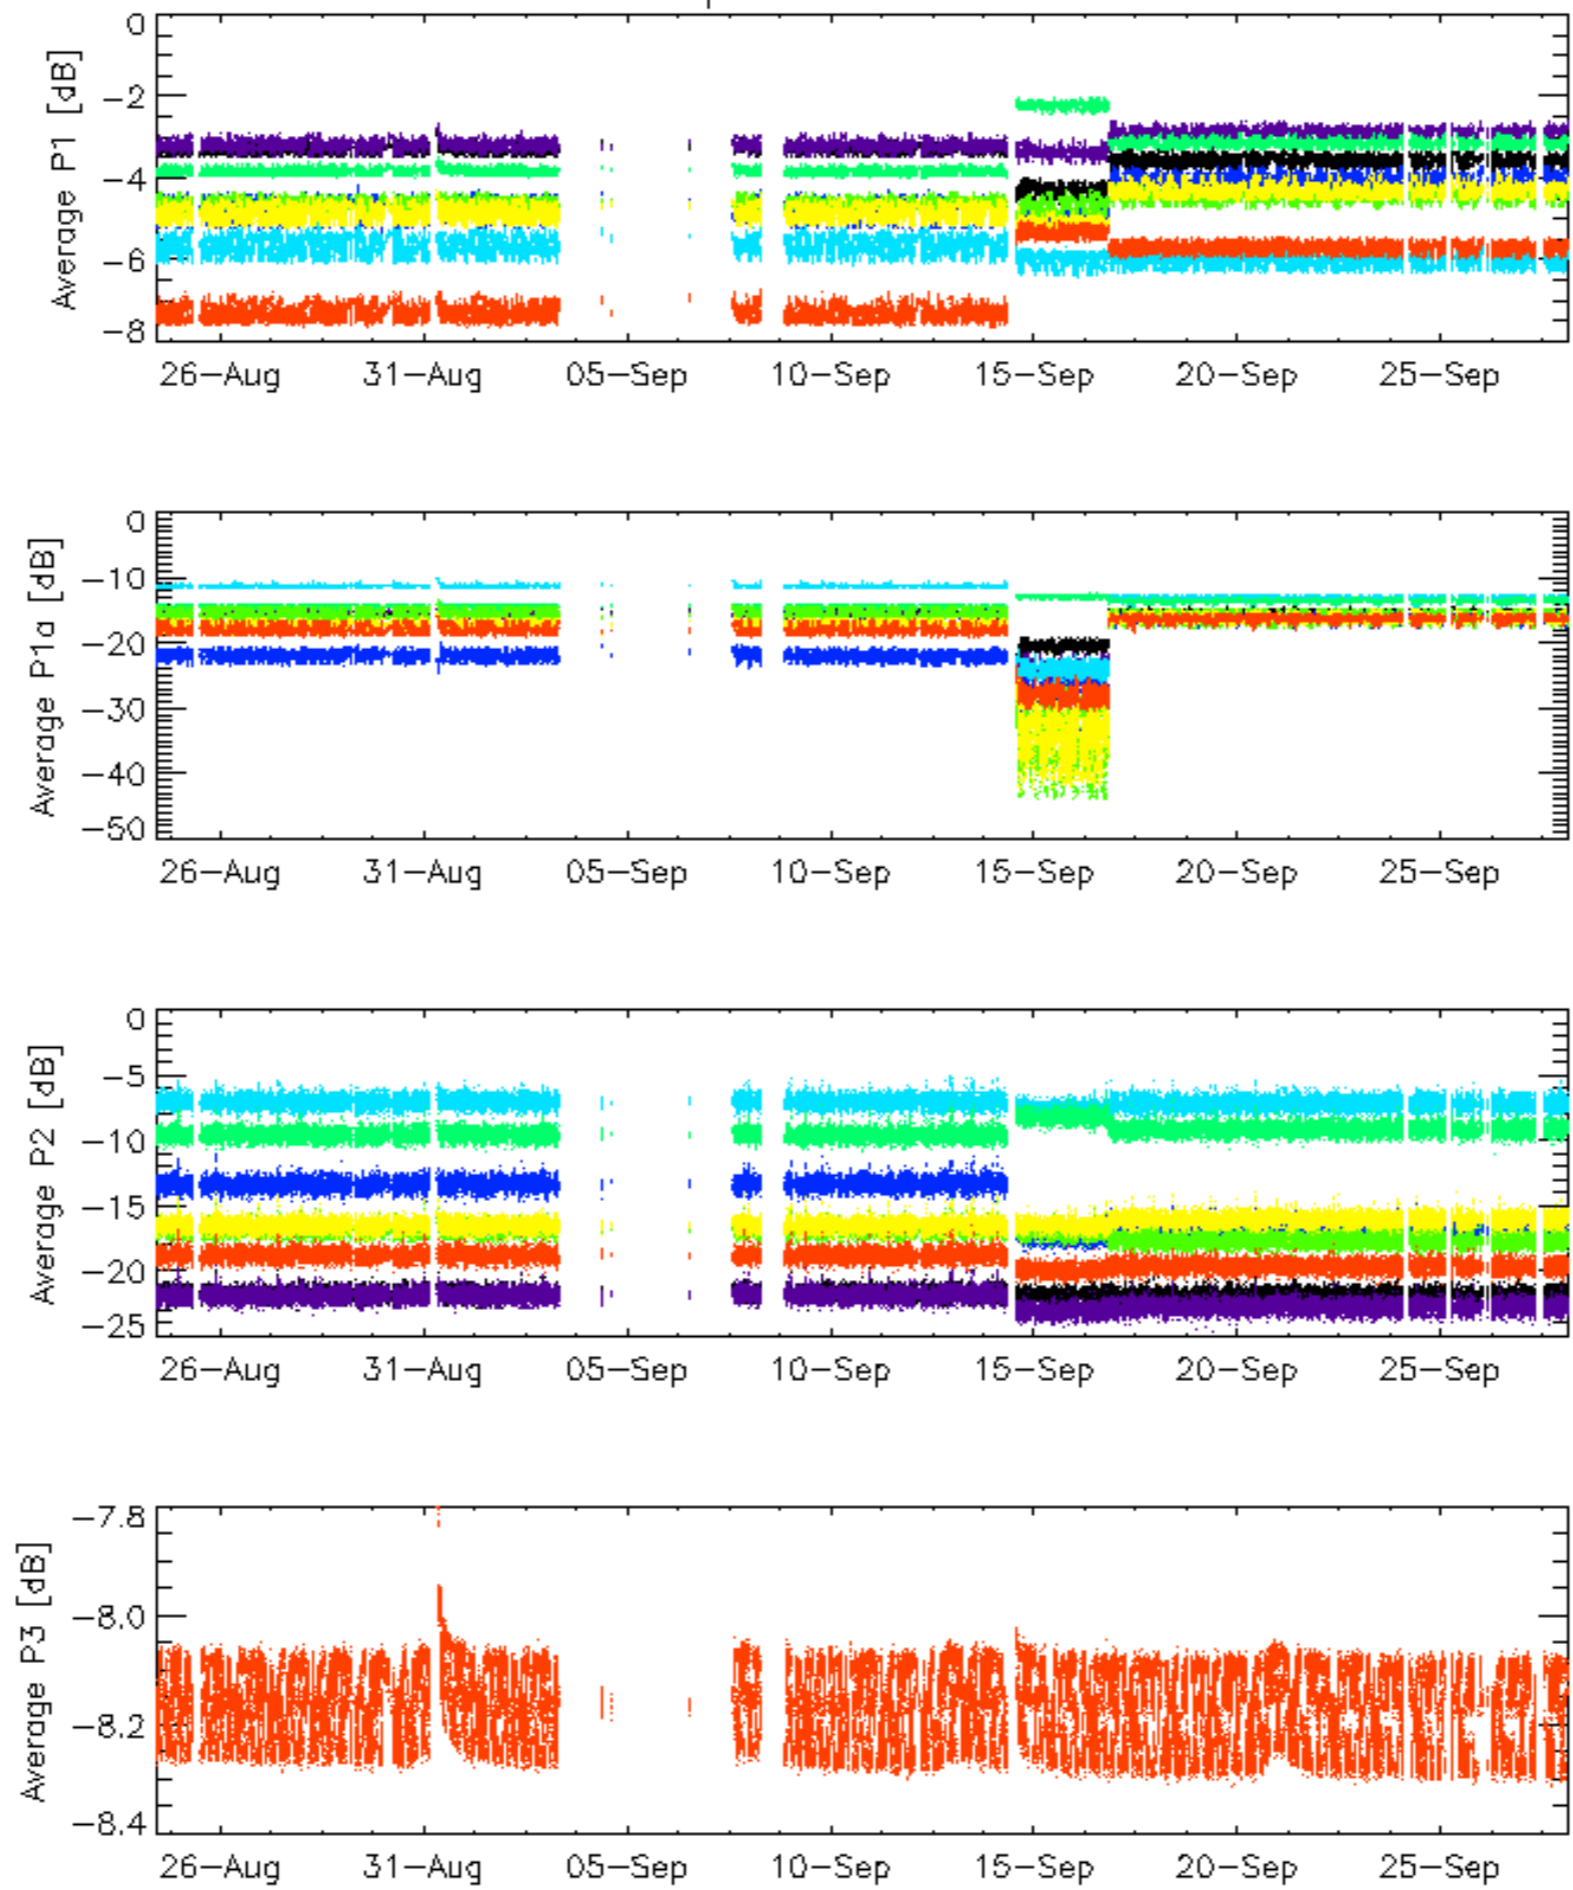 Average P1 [dB]
0
−2
−4
−6
−8
26−Aug 31−Aug 05−Sep 10−Sep 15−Sep 20−Sep 25−Sep
Average P1a [dB]
0
−10
−20
−30
−40
−50
26−Aug 31−Aug 05−Sep 10−Sep 15−Sep 20−Sep 25−Sep
Average P2 [dB]
0
−5
−10
−15
−20
−25
26−Aug 31−Aug 05−Sep 10−Sep 15−Sep 20−Sep 25−Sep
Average P3 [dB]
−7.8
−8.0
−8.2
−8.4
26−Aug 31−Aug 05−Sep 10−Sep 15−Sep 20−Sep 25−Sep